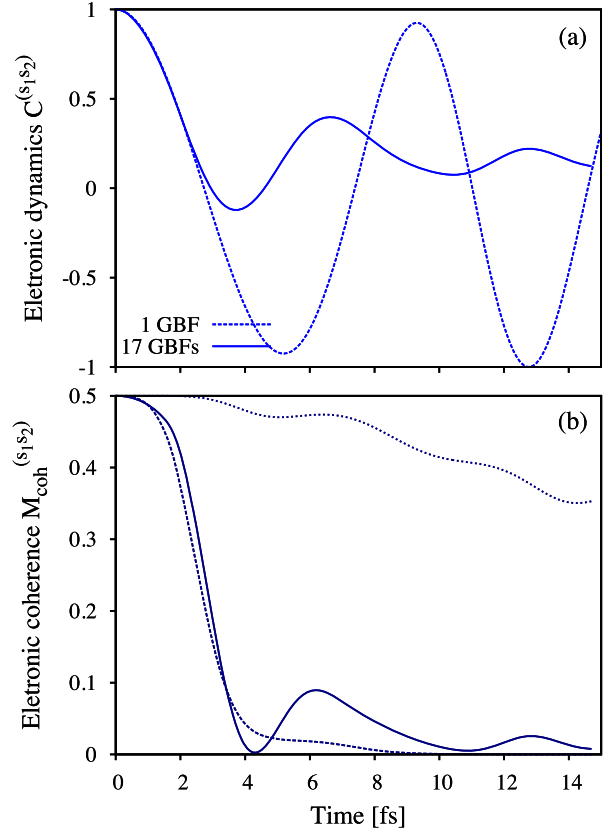 1
0.5
0
-0.5
-1
Eletronic dynamics C^(s₁s₂)
(a)
1 GBF
17 GBFs
0.5
0.4
0.3
0.2
0.1
0
Eletronic coherence M_coh^(s₁s₂)
(b)
0 2 4 6 8 10 12 14
Time [fs]